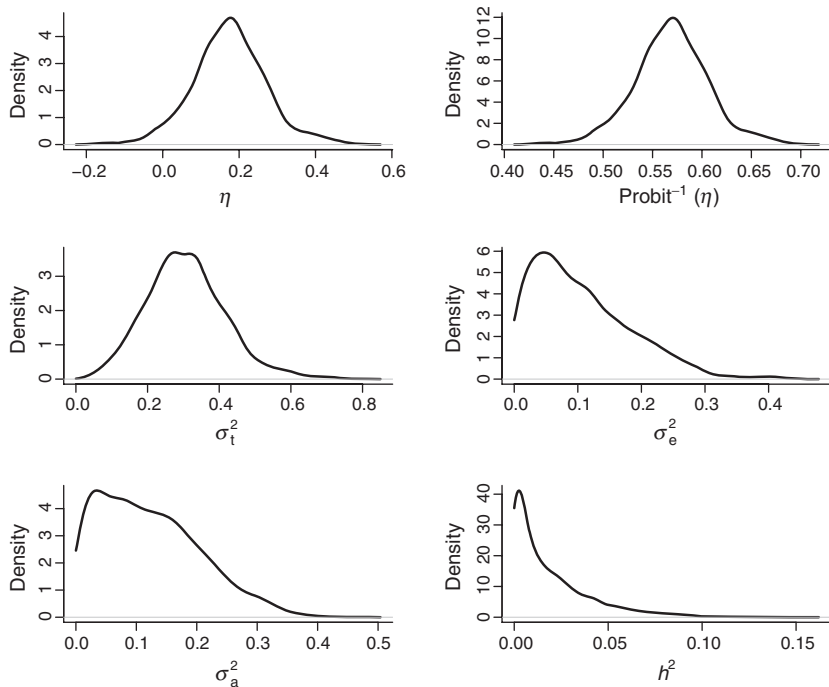 Density
0 1 2 3 4
−0.2 0.0 0.2 0.4 0.6
η
Density
0 2 4 6 8 10 12
0.40 0.45 0.50 0.55 0.60 0.65 0.70
Probit⁻¹ (η)
Density
0 1 2 3
0.0 0.2 0.4 0.6 0.8
σ²ₜ
Density
0 1 2 3 4 5 6
0.0 0.1 0.2 0.3 0.4
σ²ₑ
Density
0 1 2 3 4
0.0 0.1 0.2 0.3 0.4 0.5
σ²ₐ
Density
0 10 20 30 40
0.00 0.05 0.10 0.15
h²